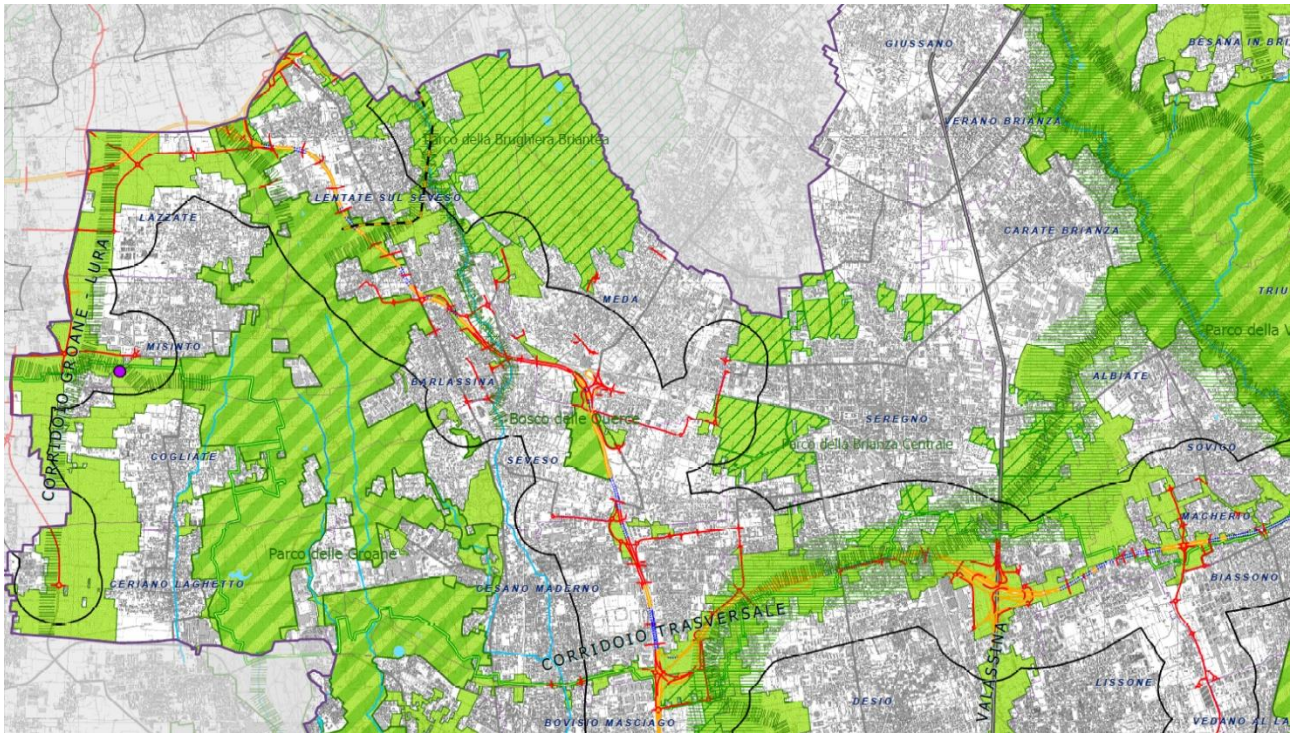 GIUSSANO
BESANA IN BRI
VERANO BRIANZA
Parco della Brughiera Briantea
LENTATE SUL SEVESO
LAZZATE
CARATE BRIANZA
CORRIDOIO GROANE - LURA
MEDA
TRIU
Parco della V
MISINTO
BARLASSINA
ALBIATE
Bosco delle Querce
SEREGNO
Parco della Brianza Centrale
SOVICO
COGLIATE
SEVESO
MACHERIO
Parco delle Groane
BIASSONO
CERIANO LAGHETTO
CESANO MADERNO
CORRIDOIO TRASVERSALE
VALASSINA
LISSONE
DESIO
BOVISIO MASCIAGO
VEDANO AL LA